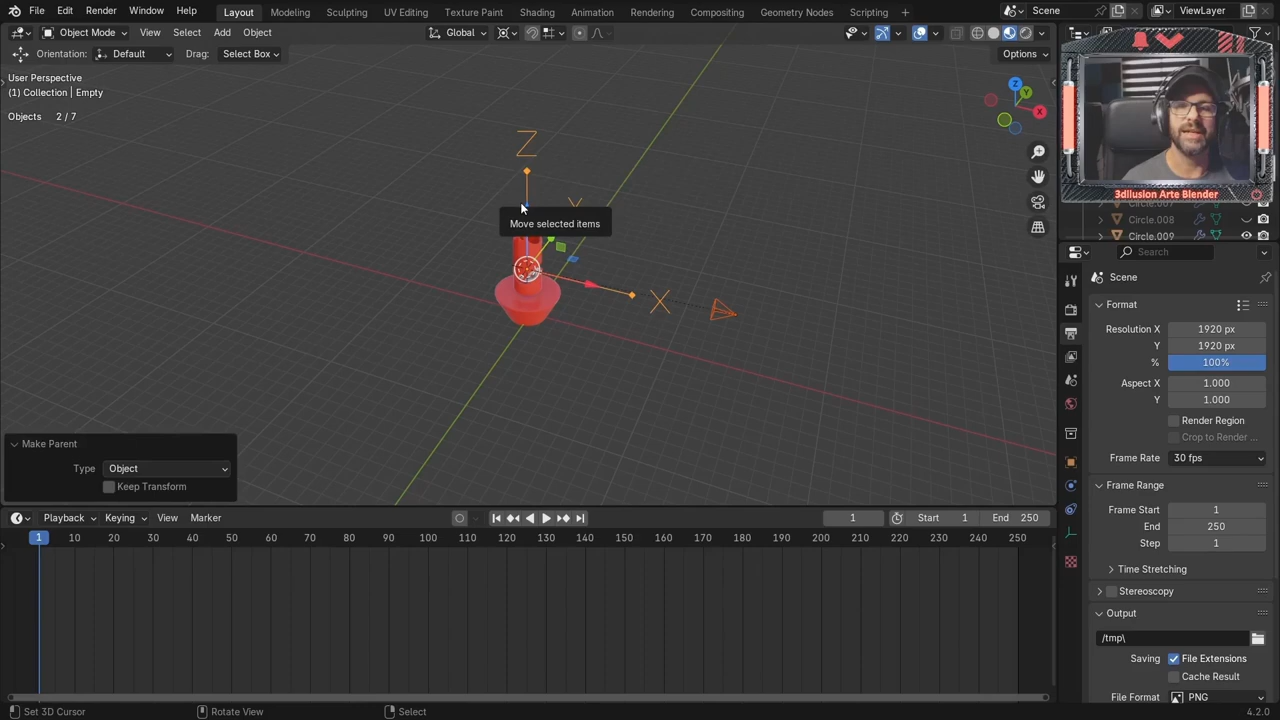 File Edit Render Window Help Layout Modeling Sculpting UV Editing Texture Paint Shading Animation Rendering Compositing Geometry Nodes Scripting + Scene ViewLayer
Object Mode View Select Add Object Global
Orientation: Default Drag: Select Box Options
User Perspective
(1) Collection | Empty
Objects 2 / 7
Z
X
Move selected items
3dIlusion Arte Blender
Circle.008
Circle.009
Search
Scene
Format
Resolution X 1920 px
Y 1920 px
% 100%
Aspect X 1.000
Y 1.000
Render Region
Crop to Render ...
Frame Rate 30 fps
Frame Range
Frame Start 1
End 250
Step 1
Time Stretching
Stereoscopy
Output
/tmp\
Saving File Extensions
Cache Result
File Format PNG
Make Parent
Type Object
Keep Transform
Playback Keying View Marker 1 Start 1 End 250
1 10 20 30 40 50 60 70 80 90 100 110 120 130 140 150 160 170 180 190 200 210 220 230 240 250
Set 3D Cursor Rotate View Select 4.2.0